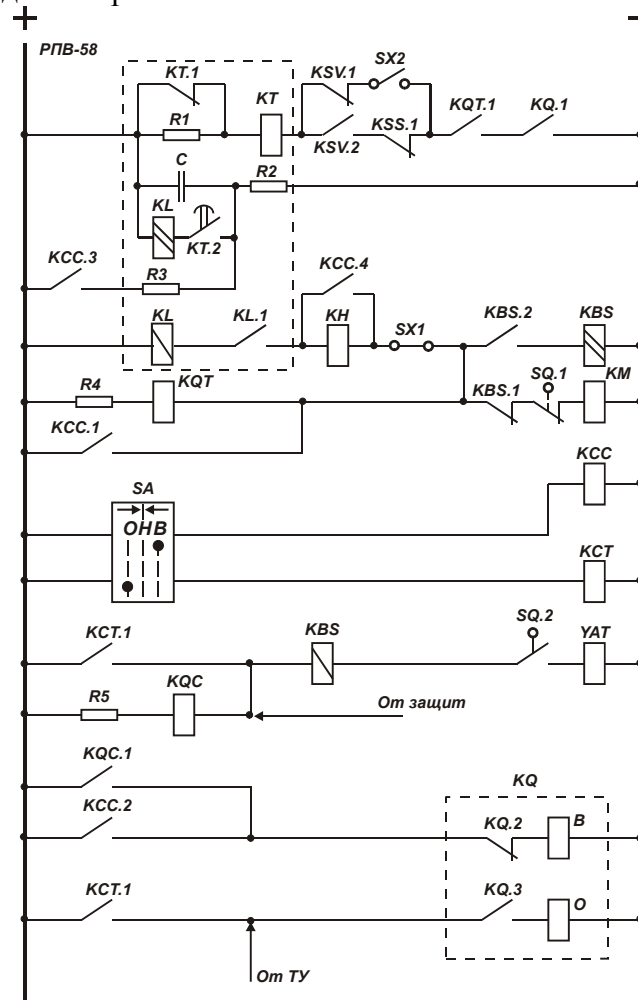 РПВ-58
KT.1
KT
KSV.1
SX2
R1
KSV.2
KSS.1
KQT.1
KQ.1
C
R2
KL
KT.2
KCC.3
R3
KCC.4
KL
KL.1
KH
SX1
KBS.2
KBS
R4
KQT
KBS.1
SQ.1
KM
KCC.1
SA
О Н В
KCC
KCT
KCT.1
KBS
SQ.2
YAT
R5
KQC
От защит
KQC.1
KQ
KCC.2
KQ.2
В
KCT.1
KQ.3
О
От ТУ